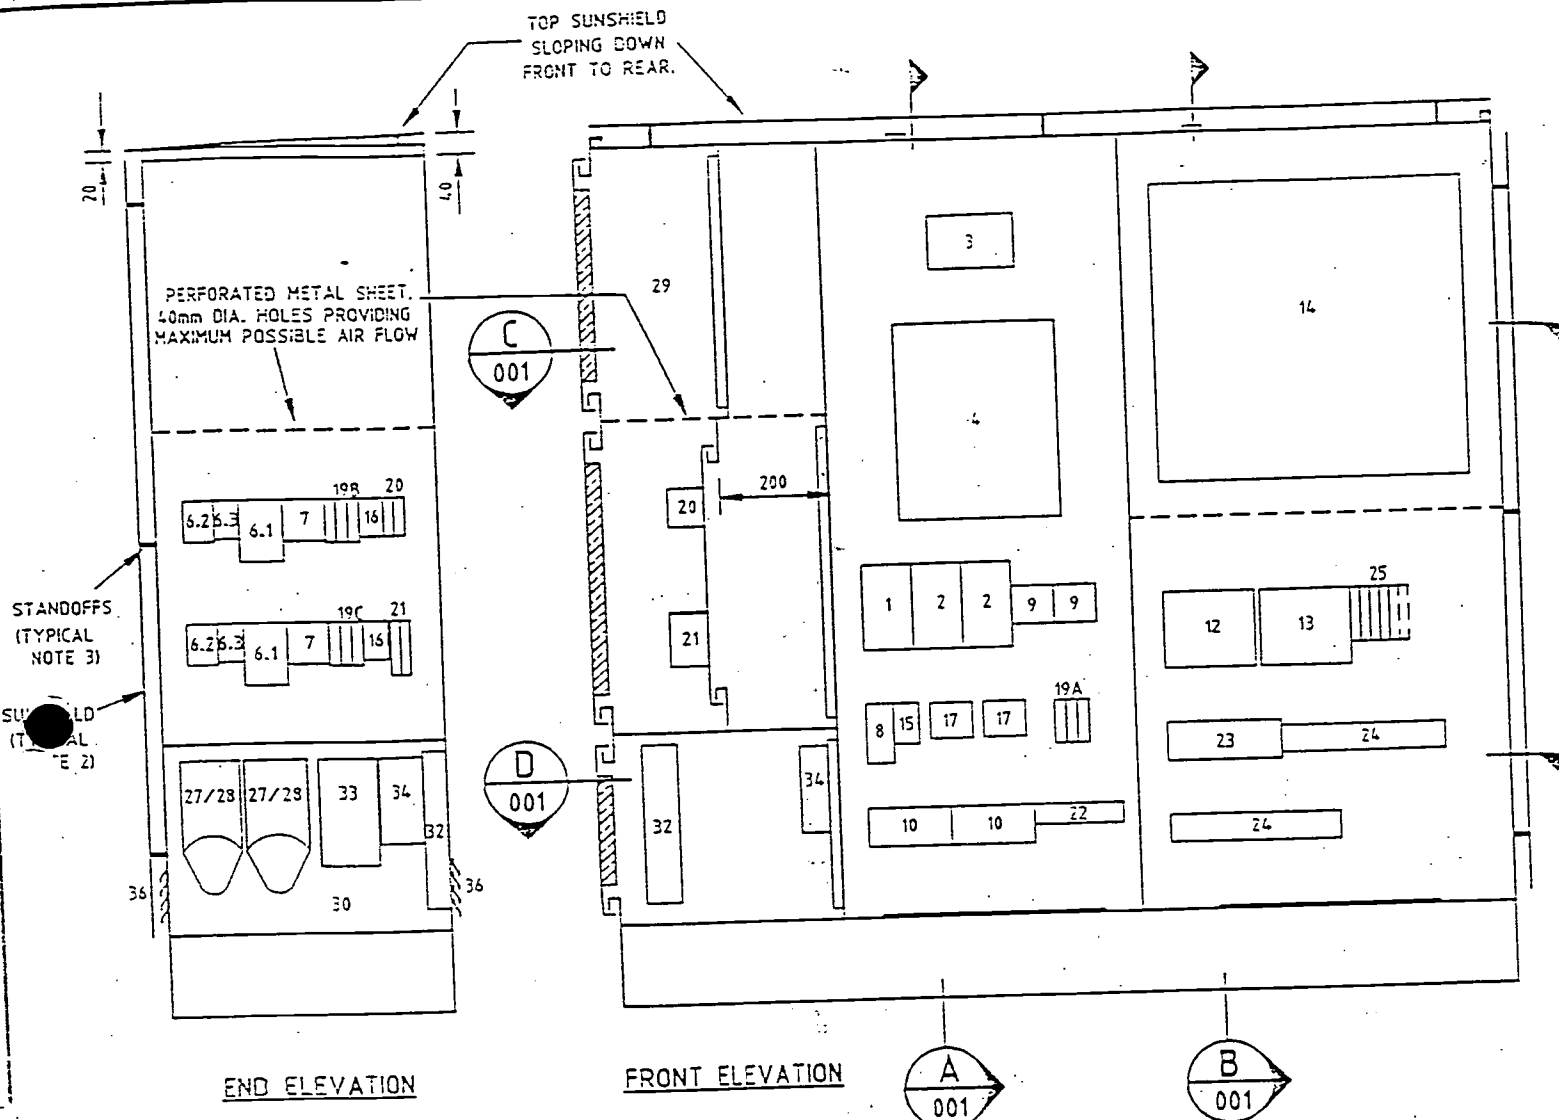 TOP SUNSHIELD
SLOPING DOWN
FRONT TO REAR.
20
40
PERFORATED METAL SHEET.
40mm DIA. HOLES PROVIDING
MAXIMUM POSSIBLE AIR FLOW
C
001
29
3
14
4
19B 20
6.2 6.3 6.1 7 16
20
200
STANDOFFS
(TYPICAL
NOTE 3)
19C 21
6.2 6.3 6.1 7 16
21
1 2 2 9 9
25
12 13
19A
8 15 17 17
23 24
D
001
27/28 27/28 33 34
32
34
32
10 10 22
24
36
36
30
END ELEVATION
FRONT ELEVATION
A
001
B
001